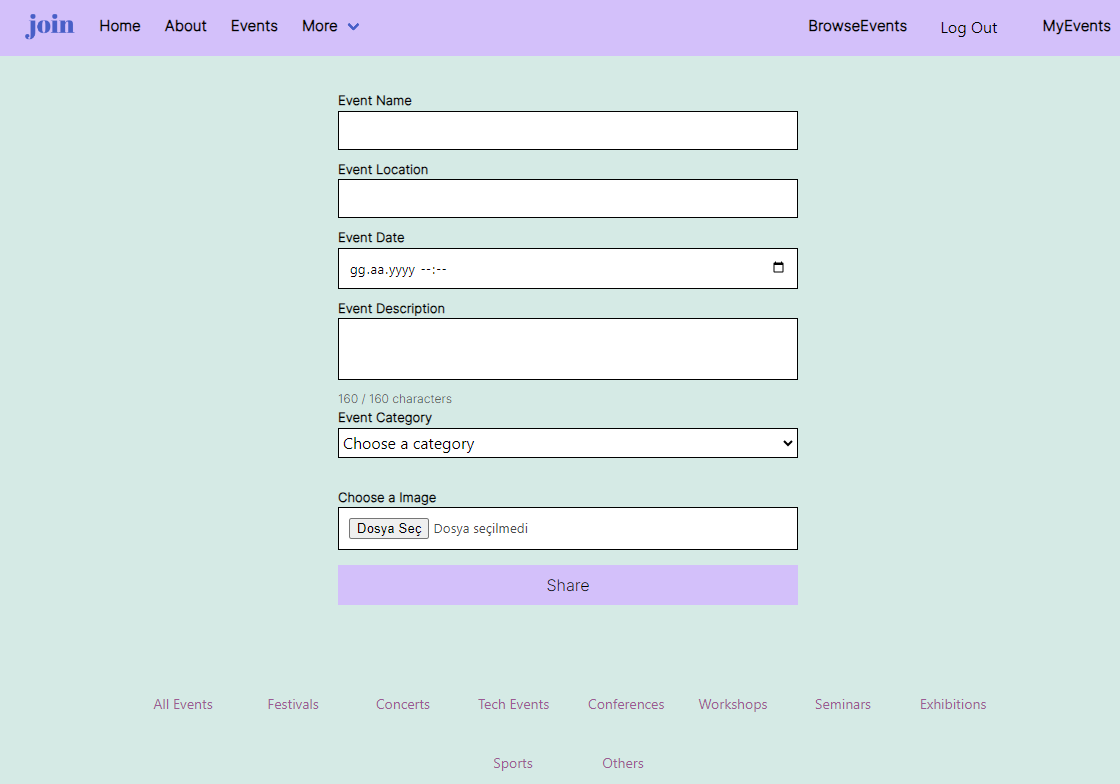 join Home About Events More BrowseEvents Log Out MyEvents
Event Name
Event Location
Event Date
gg.aa.yyyy --:--
Event Description
160 / 160 characters
Event Category
Choose a category
Choose a Image
Dosya Seç Dosya seçilmedi
Share
All Events Festivals Concerts Tech Events Conferences Workshops Seminars Exhibitions
Sports Others